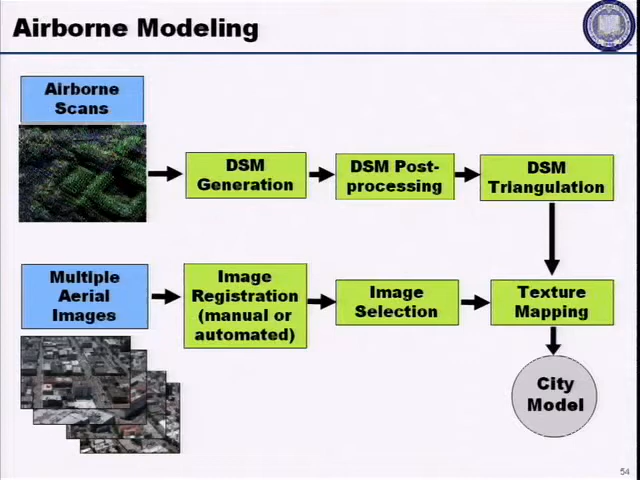 Airborne Modeling
Airborne
Scans
DSM
Generation
DSM Post-
processing
DSM
Triangulation
Multiple
Aerial
Images
Image
Registration
(manual or
automated)
Image
Selection
Texture
Mapping
City
Model
54